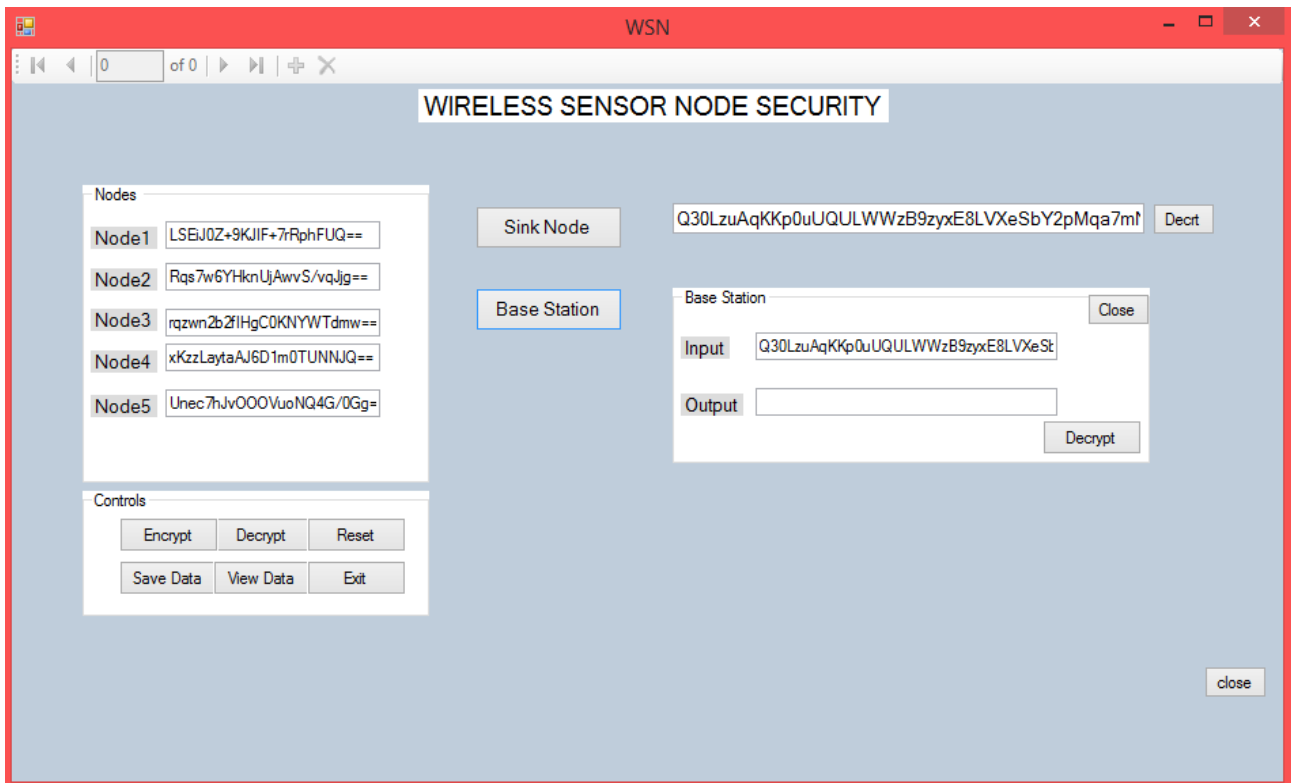 WSN
0 of 0
WIRELESS SENSOR NODE SECURITY
Nodes
Node1 LSEiJ0Z+9KJIF+7rRphFUQ==
Node2 Rqs7w6YHknUjAwvS/vqJjg==
Node3 rqzwn2b2fIHgC0KNYWTdmw==
Node4 xKzzLaytaAJ6D1m0TUNNJQ==
Node5 Unec7hJvOOOVuoNQ4G/0Gg=
Sink Node
Q30LzuAqKKp0uUQULWWzB9zyxE8LVXeSbY2pMqa7m
Decrt
Base Station
Base Station
Close
Input Q30LzuAqKKp0uUQULWWzB9zyxE8LVXeSt
Output
Decrypt
Controls
Encrypt Decrypt Reset
Save Data View Data Exit
close